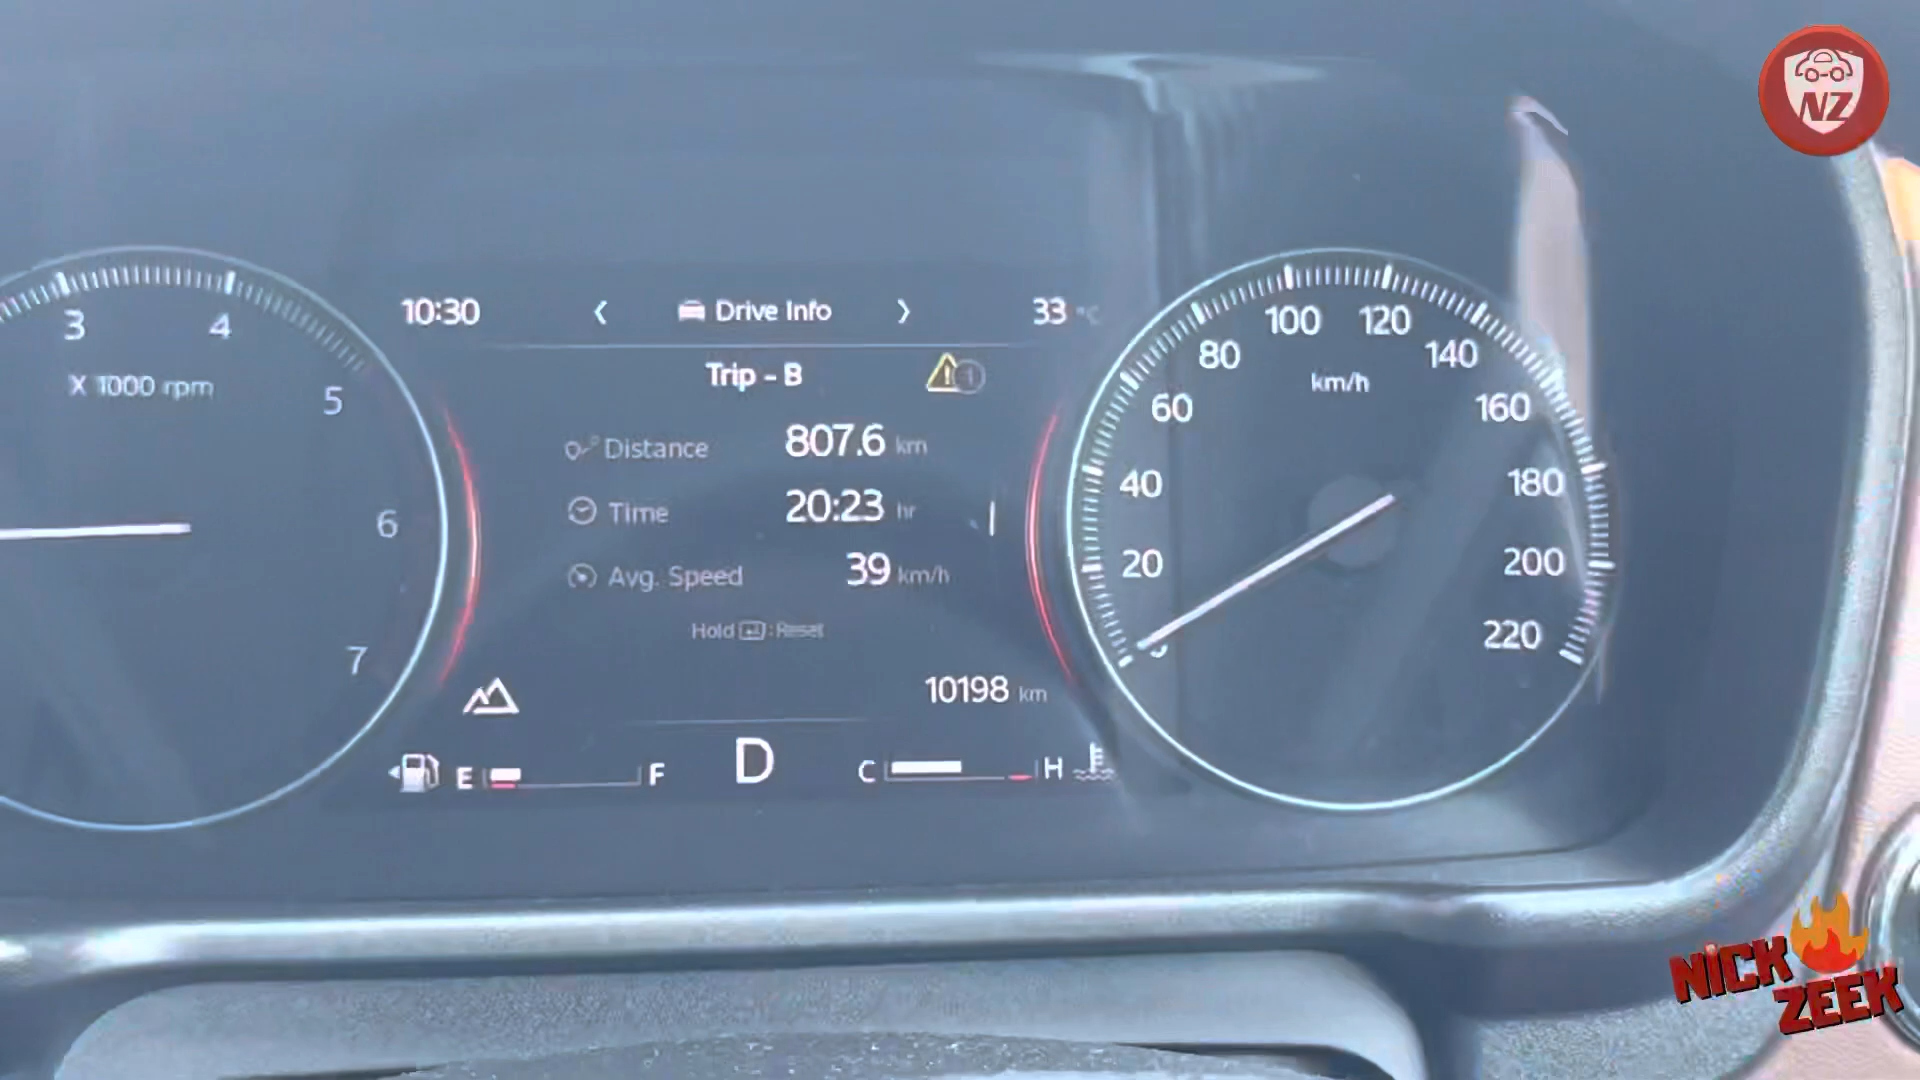 NZ
10:30 < Drive Info > 33 °C
Trip - B
Distance 807.6 km
Time 20:23 hr
Avg. Speed 39 km/h
Hold : Reset
10198 km
E F D C H
3 4 5 6 7
X 1000 rpm
0 20 40 60 80 100 120 140 160 180 200 220
km/h
NICK
ZEEK